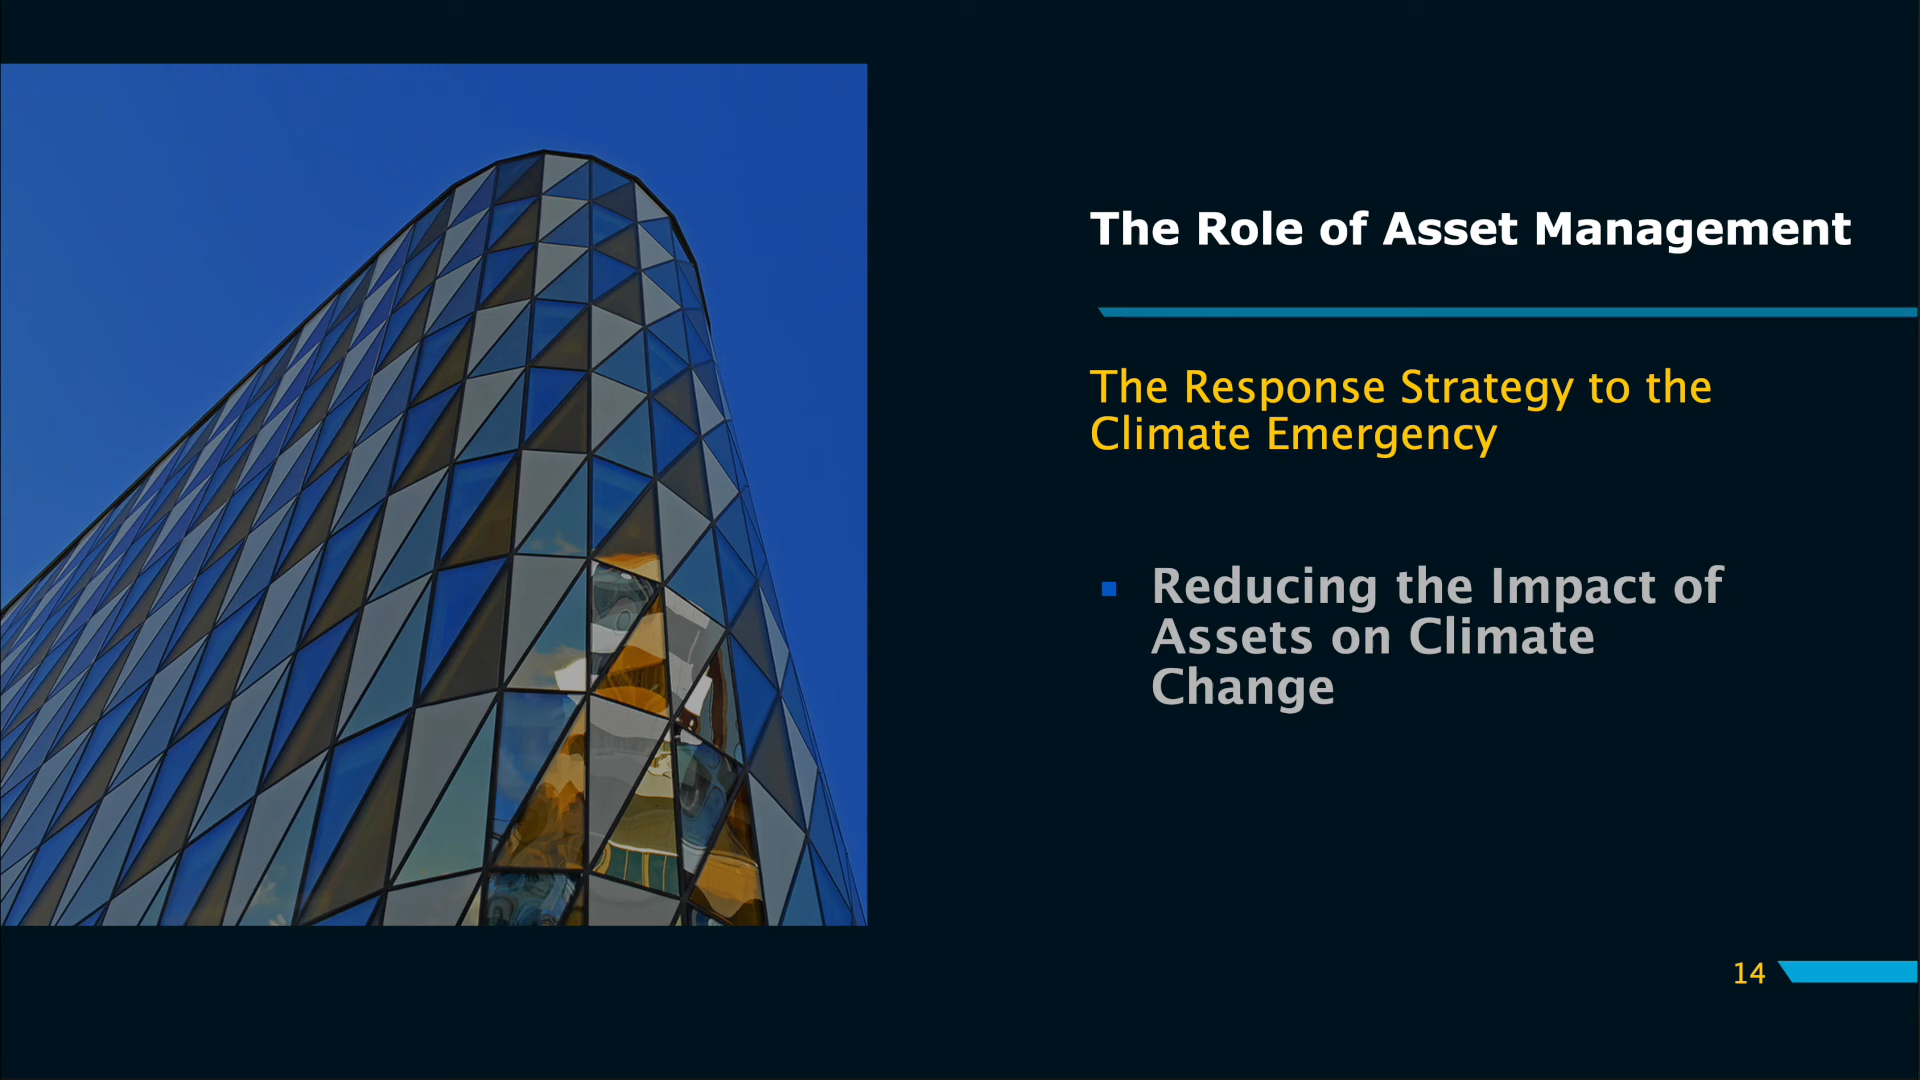 The Role of Asset Management
The Response Strategy to the
Climate Emergency
Reducing the Impact of
Assets on Climate
Change
14